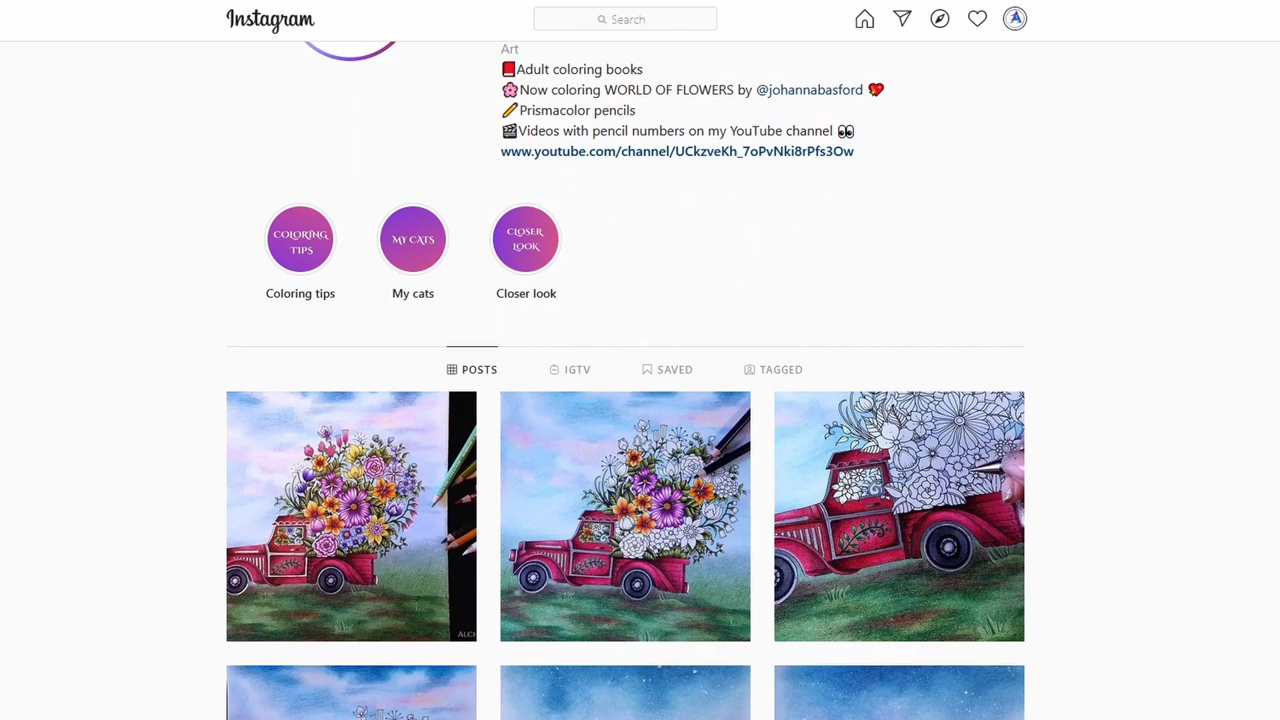 Instagram
Search
Art
📕Adult coloring books
🌸Now coloring WORLD OF FLOWERS by @johannabasford 💖
✏️Prismacolor pencils
🎬Videos with pencil numbers on my YouTube channel 👀
www.youtube.com/channel/UCkzveKh_7oPvNki8rPfs3Ow
COLORING
TIPS
MY CATS
CLOSER
LOOK
Coloring tips
My cats
Closer look
POSTS
IGTV
SAVED
TAGGED
ALCH